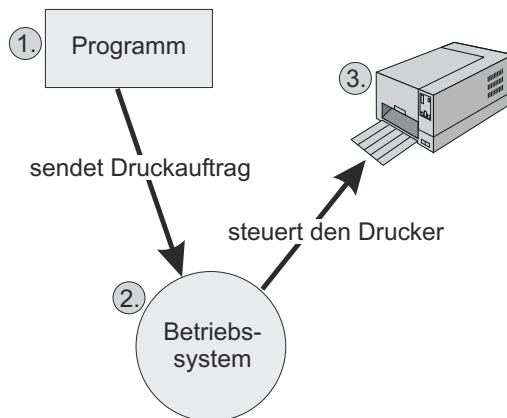 1.
Programm
3.
sendet Druckauftrag
steuert den Drucker
2.
Betriebs-
system